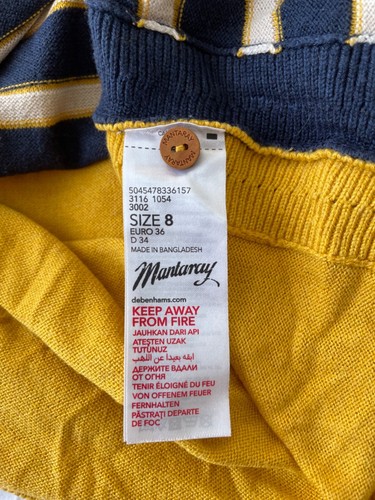 MANTARAY
MANTARAY
5045478336157
3116 1054
3002
SIZE 8
EURO 36
D 34
MADE IN BANGLADESH
Mantaray
debenhams.com
KEEP AWAY
FROM FIRE
JAUHKAN DARI API
ATEŞTEN UZAK
TUTUNUZ
ابقه بعيدا عن اللهب
ДЕРЖИТЕ ВДАЛИ
ОТ ОГНЯ
TENIR ÉLOIGNÉ DU FEU
VON OFFENEM FEUER
FERNHALTEN
PĂSTRAȚI DEPARTE
DE FOC